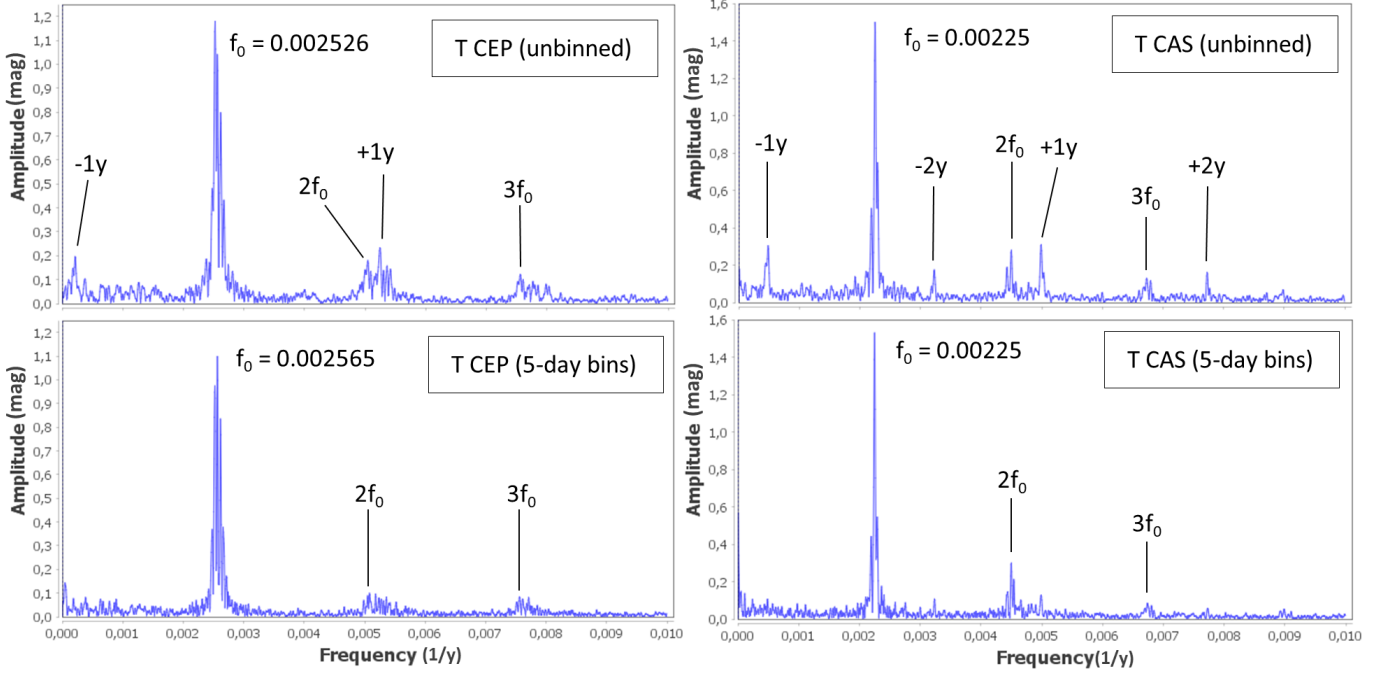 Amplitude (mag)
1,2
1,1
1,0
0,9
0,8
0,7
0,6
0,5
0,4
0,3
0,2
0,1
0,0
f₀ = 0.002526
T CEP (unbinned)
-1y
2f₀
+1y
3f₀
Amplitude (mag)
1,6
1,4
1,2
1,0
0,8
0,6
0,4
0,2
0,0
f₀ = 0.00225
T CAS (unbinned)
-1y
-2y
2f₀
+1y
3f₀
+2y
Amplitude (mag)
1,2
1,1
1,0
0,9
0,8
0,7
0,6
0,5
0,4
0,3
0,2
0,1
0,0
f₀ = 0.002565
T CEP (5-day bins)
2f₀
3f₀
0,000 0,001 0,002 0,003 0,004 0,005 0,006 0,007 0,008 0,009 0,010
Frequency (1/y)
Amplitude (mag)
1,6
1,4
1,2
1,0
0,8
0,6
0,4
0,2
0,0
f₀ = 0.00225
T CAS (5-day bins)
2f₀
3f₀
0,000 0,001 0,002 0,003 0,004 0,005 0,006 0,007 0,008 0,009 0,010
Frequency(1/y)